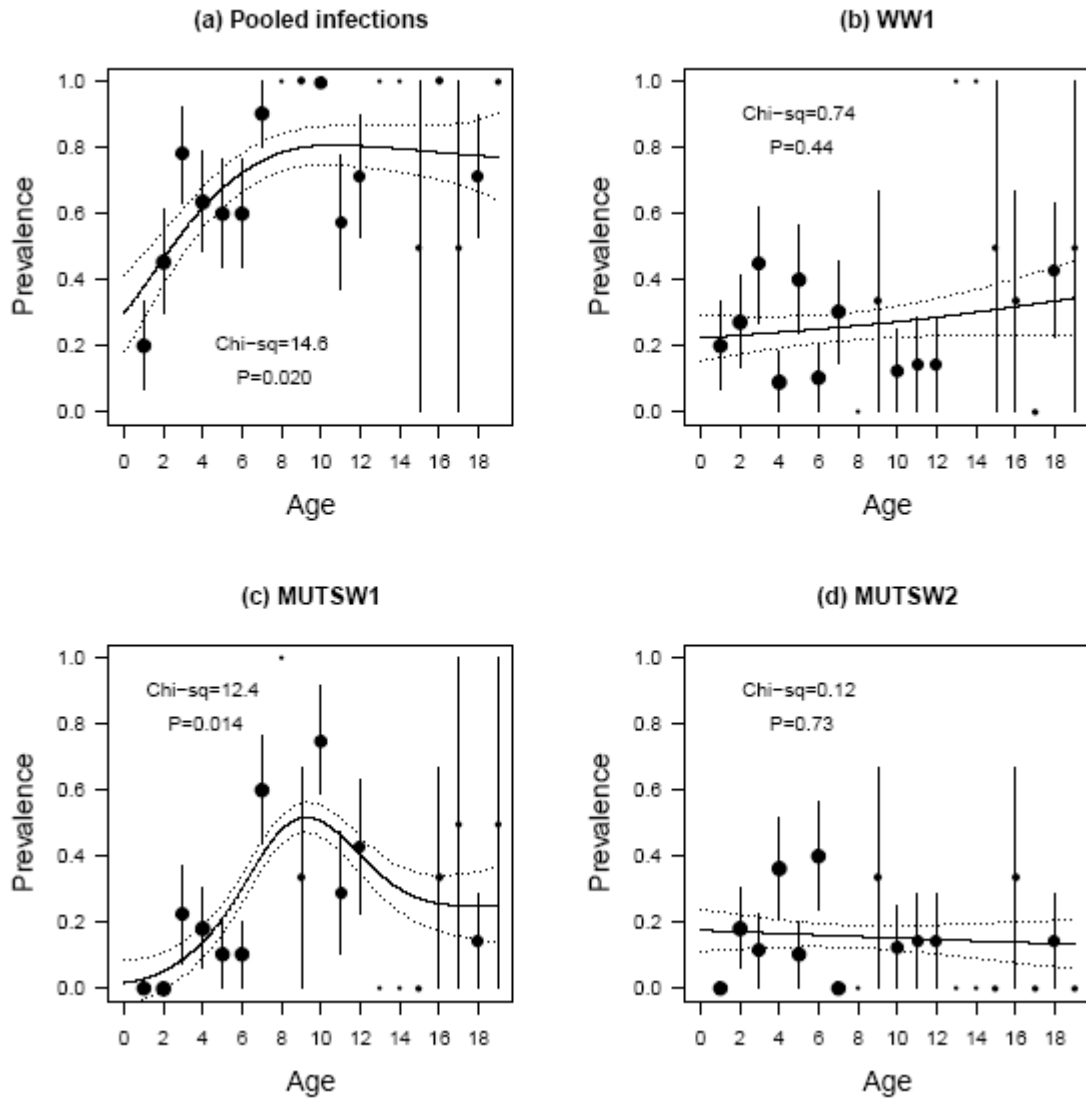 (a) Pooled infections
Prevalence
1.0
0.8
0.6
0.4
0.2
0.0
Chi-sq=14.6
P=0.020
0 2 4 6 8 10 12 14 16 18
Age
(b) WW1
Prevalence
1.0
0.8
0.6
0.4
0.2
0.0
Chi-sq=0.74
P=0.44
0 2 4 6 8 10 12 14 16 18
Age
(c) MUTSW1
Prevalence
1.0
0.8
0.6
0.4
0.2
0.0
Chi-sq=12.4
P=0.014
0 2 4 6 8 10 12 14 16 18
Age
(d) MUTSW2
Prevalence
1.0
0.8
0.6
0.4
0.2
0.0
Chi-sq=0.12
P=0.73
0 2 4 6 8 10 12 14 16 18
Age